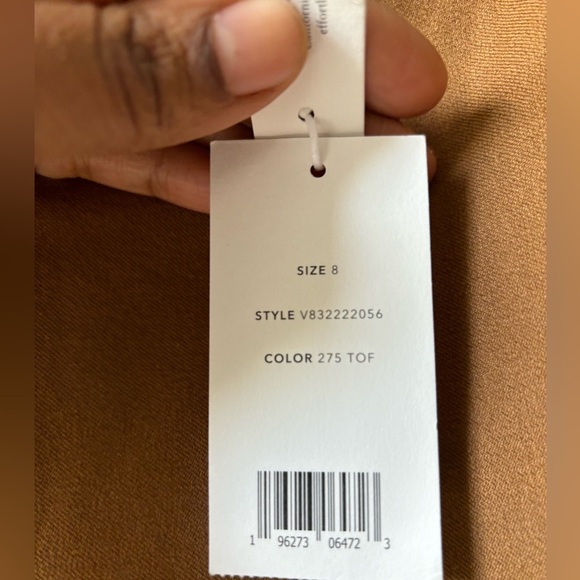 SIZE 8
STYLE V832222056
COLOR 275 TOF
1 96273 06472 3